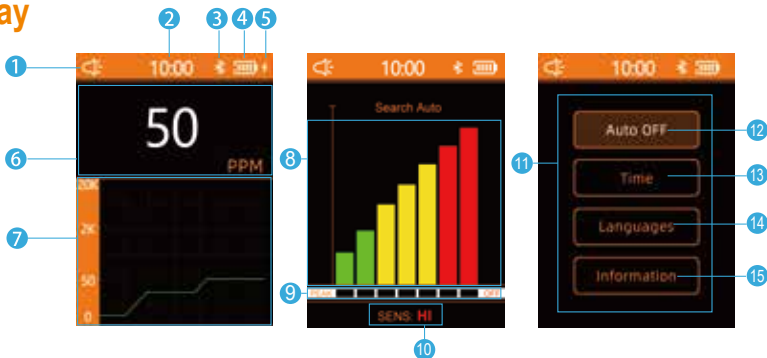 ay
2 3 4 5
1 10:00 10:00 10:00
Search Auto
50
PPM
6
7
20K
2K
50
0
8
9
PEAK OFF
SENS: HI
10
11
Auto OFF 12
Time 13
Languages 14
Information 15